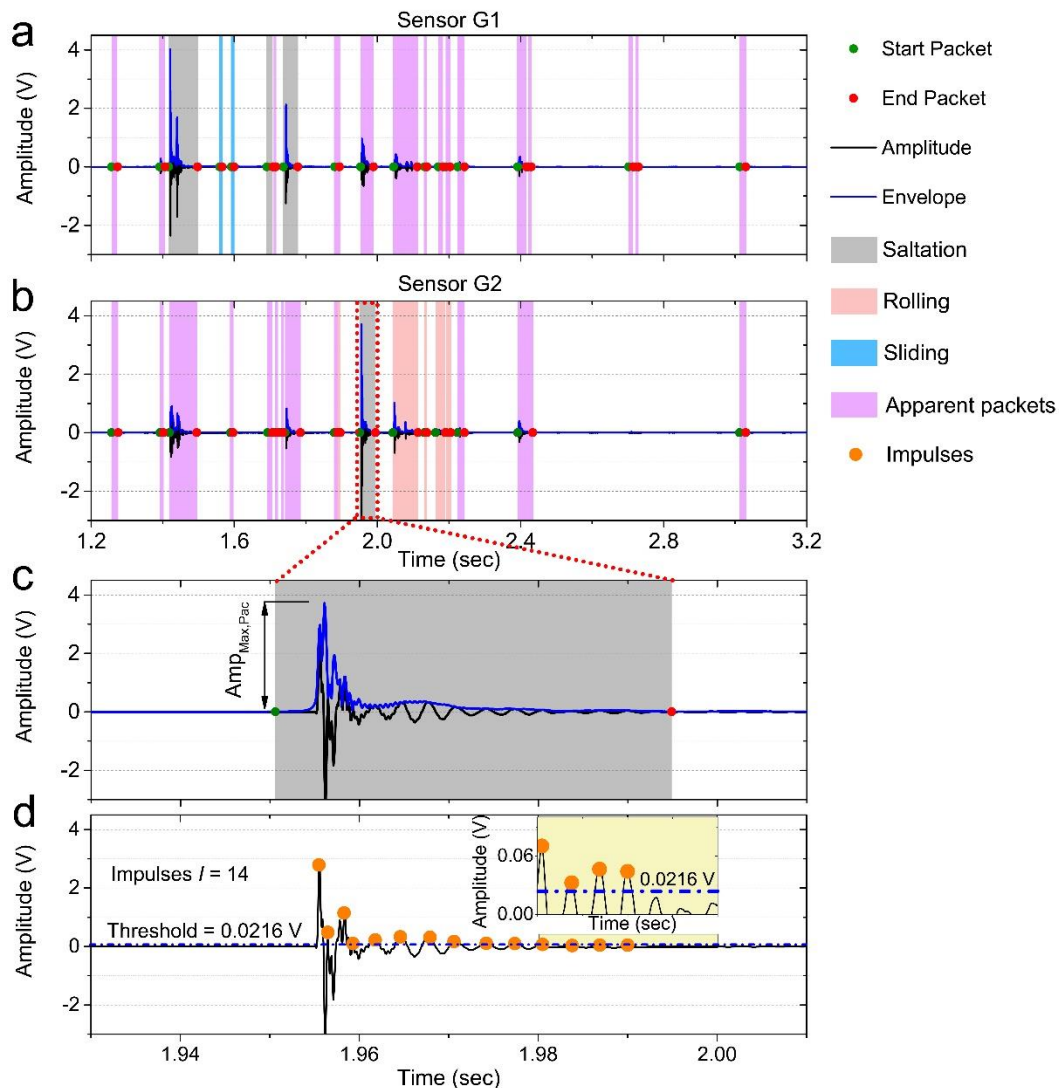 a
Sensor G1
Amplitude (V)
4
2
0
-2
Start Packet
End Packet
Amplitude
Envelope
Saltation
Rolling
Sliding
Apparent packets
Impulses
b
Sensor G2
Amplitude (V)
4
2
0
-2
1.2 1.6 2.0 2.4 2.8 3.2
Time (sec)
c
Amplitude (V)
4
2
0
-2
Amp Max,Pac
d
Amplitude (V)
4
2
0
-2
Impulses I = 14
Threshold = 0.0216 V
Amplitude (V)
0.06
0.00
0.0216 V
Time (sec)
1.94 1.96 1.98 2.00
Time (sec)